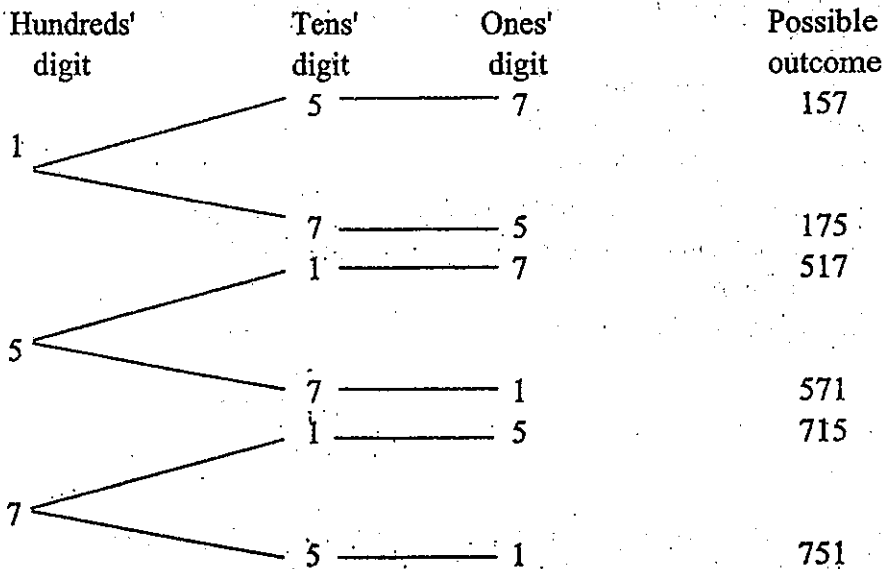 Hundreds' Tens' Ones' Possible
digit digit digit outcome
5 7 157
1
7 5 175
1 7 517
5
7 1 571
1 5 715
7
5 1 751